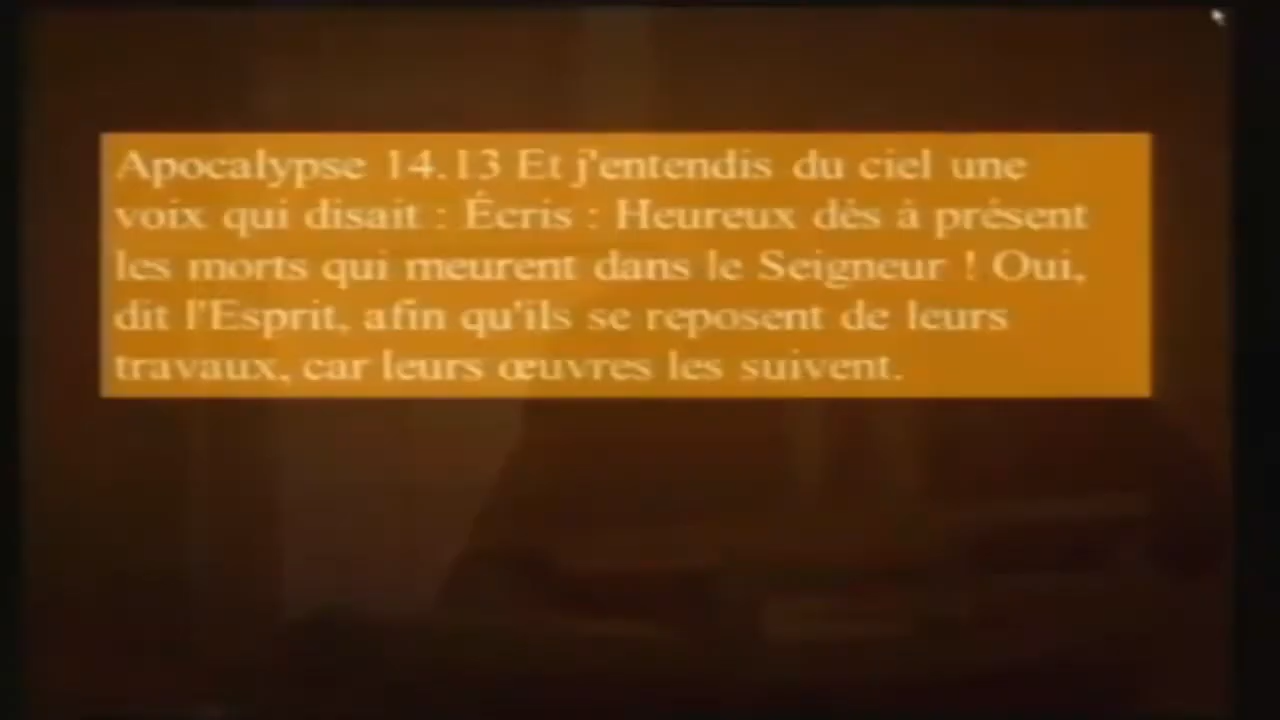 Apocalypse 14.13 Et j'entendis du ciel une
voix qui disait : Écris : Heureux dès à présent
les morts qui meurent dans le Seigneur ! Oui,
dit l'Esprit, afin qu'ils se reposent de leurs
travaux, car leurs œuvres les suivent.